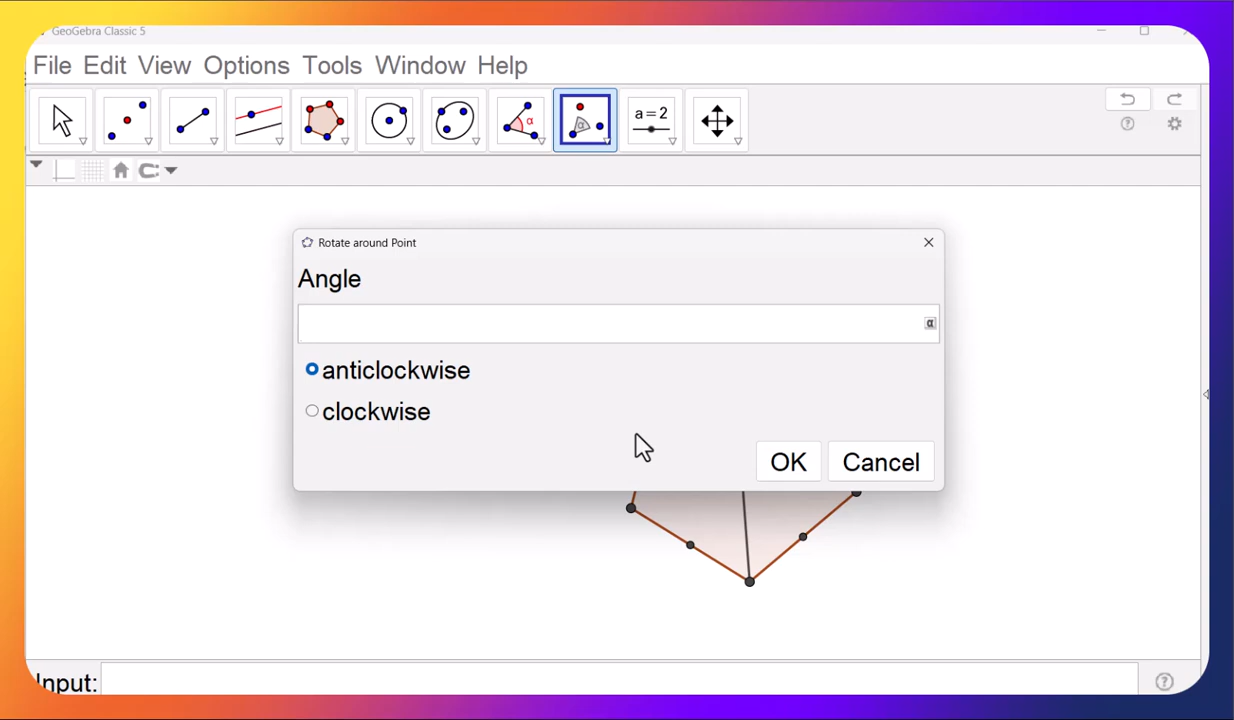 GeoGebra Classic 5
File Edit View Options Tools Window Help
α α a=2
Rotate around Point
Angle
α
anticlockwise
clockwise
OK Cancel
Input: